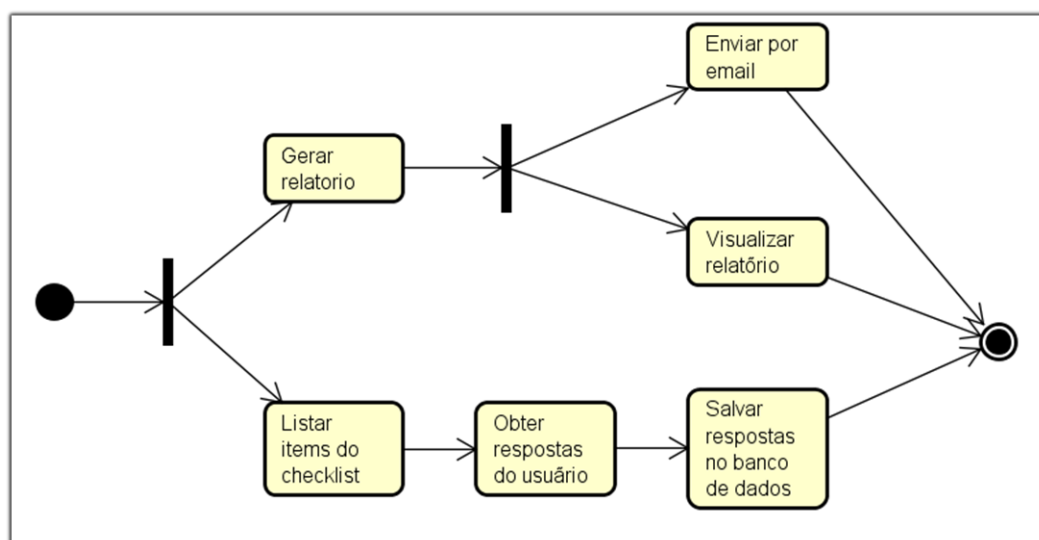 Enviar por
email
Gerar
relatorio
Visualizar
relatõrio
Listar
items do
checklist
Obter
respostas
do usuário
Salvar
respostas
no banco
de dados